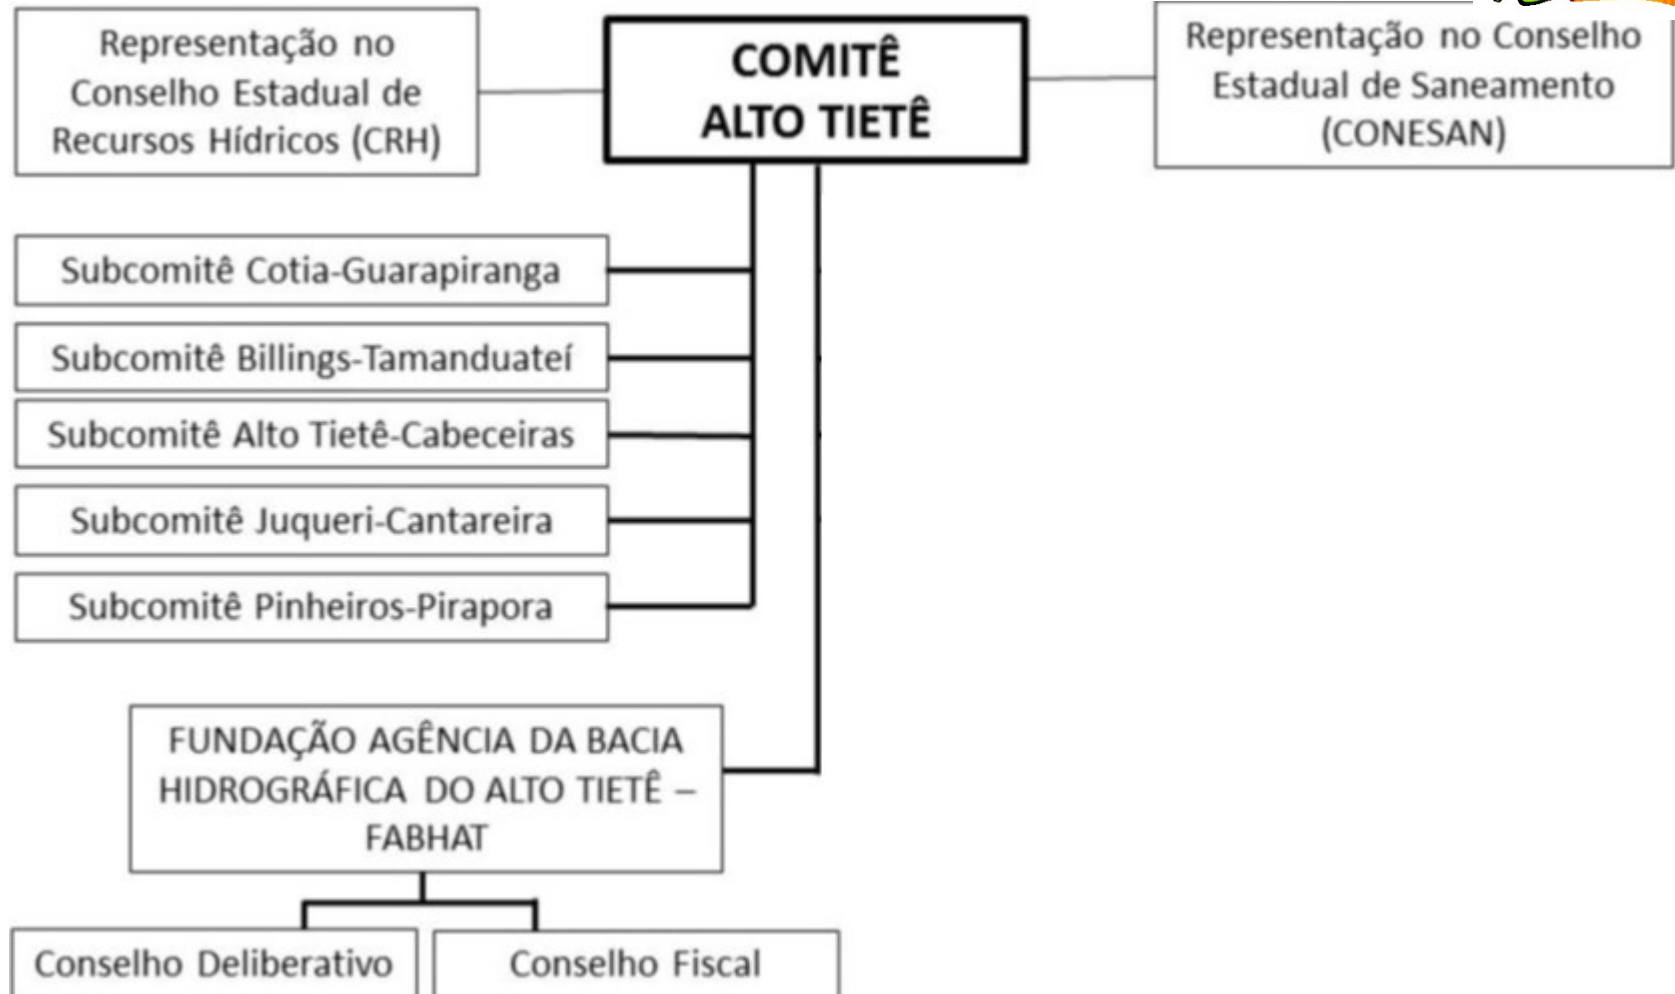 Representação no
Conselho Estadual de
Recursos Hídricos (CRH)
COMITÊ
ALTO TIETÊ
Representação no Conselho
Estadual de Saneamento
(CONESAN)
Subcomitê Cotia-Guarapiranga
Subcomitê Billings-Tamanduateí
Subcomitê Alto Tietê-Cabeceiras
Subcomitê Juqueri-Cantareira
Subcomitê Pinheiros-Pirapora
FUNDAÇÃO AGÊNCIA DA BACIA
HIDROGRÁFICA DO ALTO TIETÊ –
FABHAT
Conselho Deliberativo
Conselho Fiscal